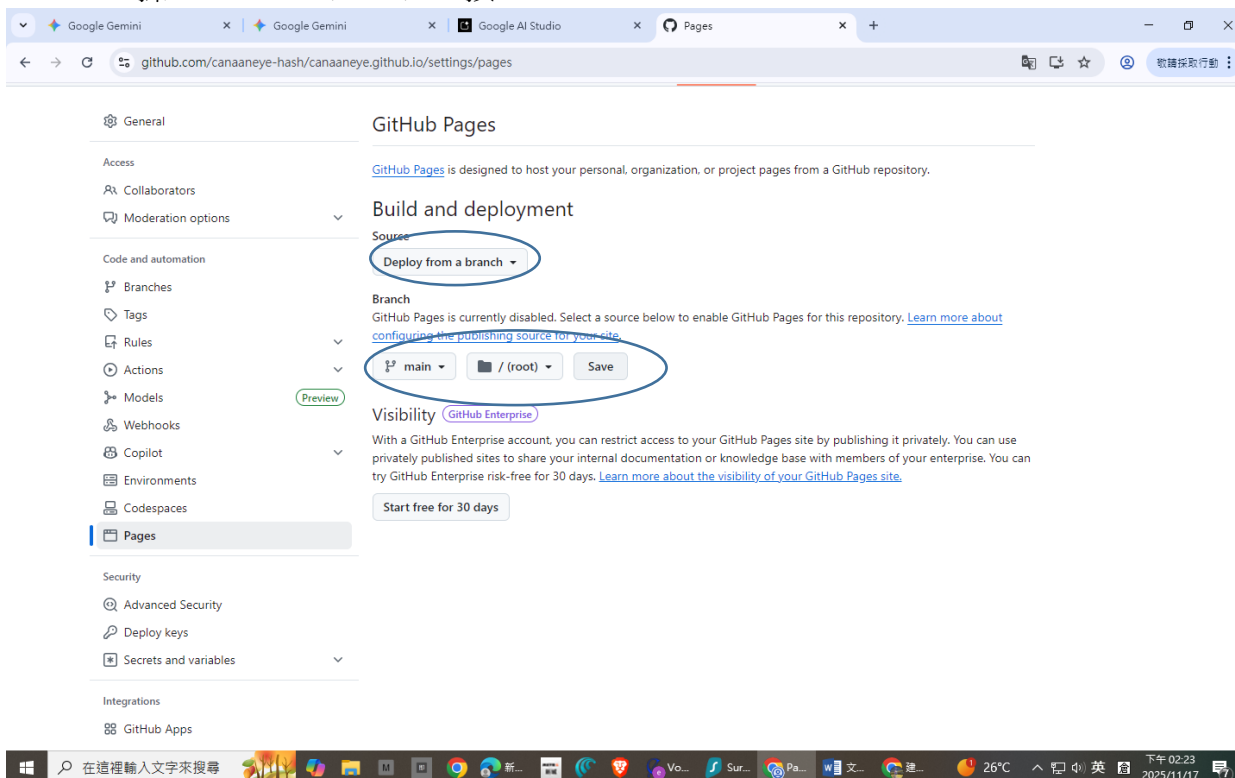 Google Gemini
Google Gemini
Google AI Studio
Pages
github.com/canaaneye-hash/canaaneye.github.io/settings/pages
敬請採取行動
General
Access
Collaborators
Moderation options
Code and automation
Branches
Tags
Rules
Actions
Models
Preview
Webhooks
Copilot
Environments
Codespaces
Pages
Security
Advanced Security
Deploy keys
Secrets and variables
Integrations
GitHub Apps
GitHub Pages
GitHub Pages is designed to host your personal, organization, or project pages from a GitHub repository.
Build and deployment
Source
Deploy from a branch
Branch
GitHub Pages is currently disabled. Select a source below to enable GitHub Pages for this repository. Learn more about
configuring the publishing source for your site.
main
/ (root)
Save
Visibility GitHub Enterprise
With a GitHub Enterprise account, you can restrict access to your GitHub Pages site by publishing it privately. You can use
privately published sites to share your internal documentation or knowledge base with members of your enterprise. You can
try GitHub Enterprise risk-free for 30 days. Learn more about the visibility of your GitHub Pages site.
Start free for 30 days
在這裡輸入文字來搜尋
新...
Vo...
Sur...
Pa...
文...
建...
26°C
英
下午 02:23
2025/11/17